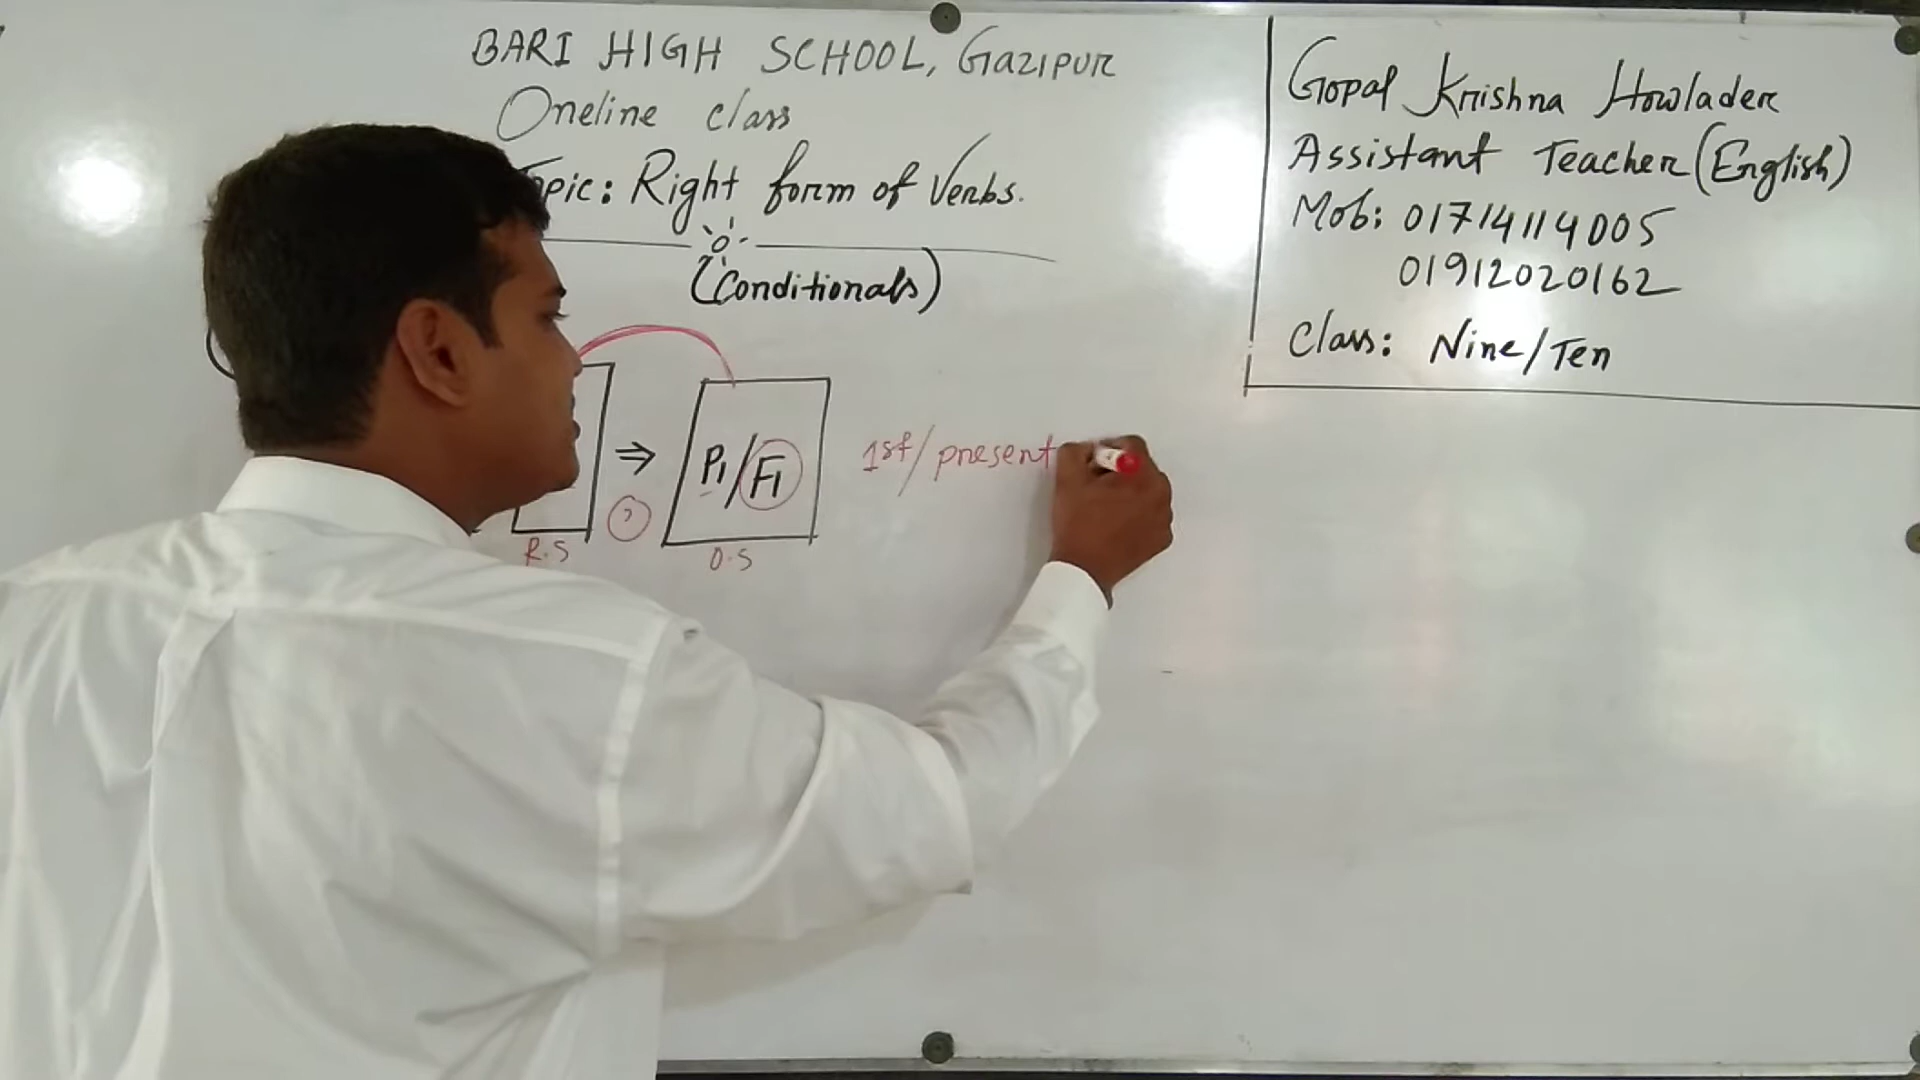 BARI HIGH SCHOOL, GAZIPUR
Oneline class
Topic: Right form of Verbs.
(Conditionals)
P1/F1
R.S
,
O.S
1st/present
Gopal Krishna Howlader
Assistant Teacher (English)
Mob: 01714114005
01912020162
Class: Nine/Ten